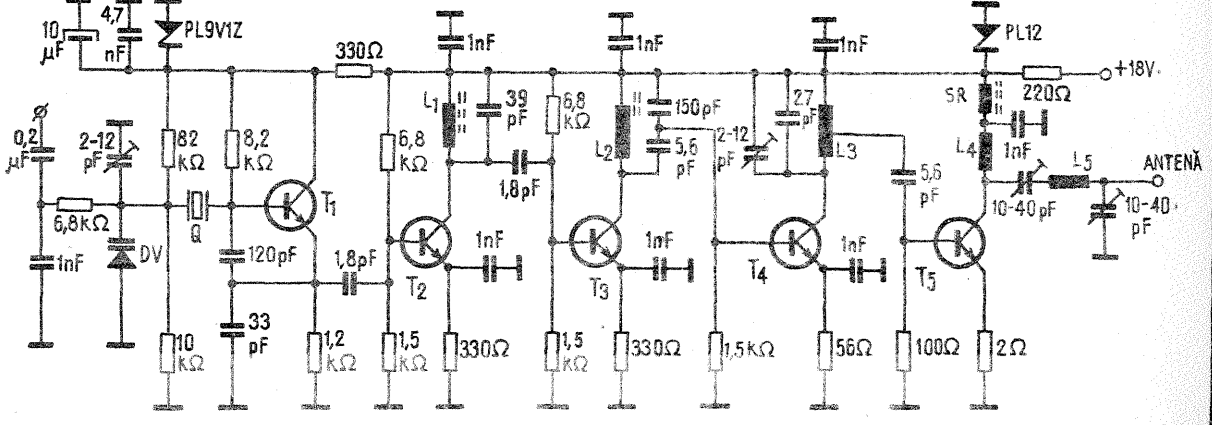 10 μF
4,7 nF
PL9V1Z
330Ω
1nF
1nF
1nF
PL12
+18V
220Ω
0,2 μF
2-12 pF
82 kΩ
8,2 kΩ
6,8 kΩ
L1
39 pF
6,8 kΩ
L2
150pF
5,6 pF
2-12 pF
27 pF
L3
SR
1nF
L4
L5
ANTENĂ
6,8kΩ
Q
T1
1,8pF
5,6 pF
10-40pF
10-40 pF
1nF
DV
120pF
1,8pF
T2
1nF
T3
1nF
T4
1nF
T5
33 pF
10 kΩ
1,2 kΩ
1,5 kΩ
330Ω
1,5 kΩ
330Ω
1,5kΩ
56Ω
100Ω
2Ω